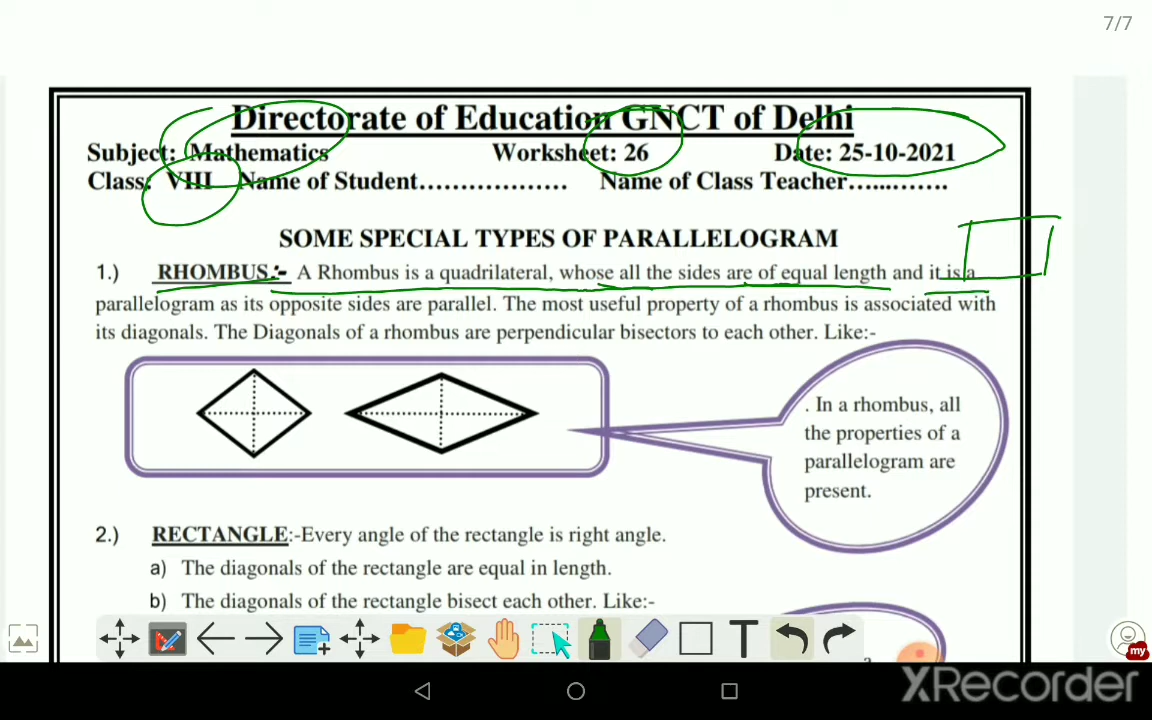 7/7
Directorate of Education GNCT of Delhi
Subject: Mathematics Worksheet: 26 Date: 25-10-2021
Class: VIII Name of Student.................. Name of Class Teacher.............
SOME SPECIAL TYPES OF PARALLELOGRAM
1.) RHOMBUS:- A Rhombus is a quadrilateral, whose all the sides are of equal length and it is a
parallelogram as its opposite sides are parallel. The most useful property of a rhombus is associated with
its diagonals. The Diagonals of a rhombus are perpendicular bisectors to each other. Like:-
. In a rhombus, all
the properties of a
parallelogram are
present.
2.) RECTANGLE:-Every angle of the rectangle is right angle.
a) The diagonals of the rectangle are equal in length.
b) The diagonals of the rectangle bisect each other. Like:-
T
my
XRecorder